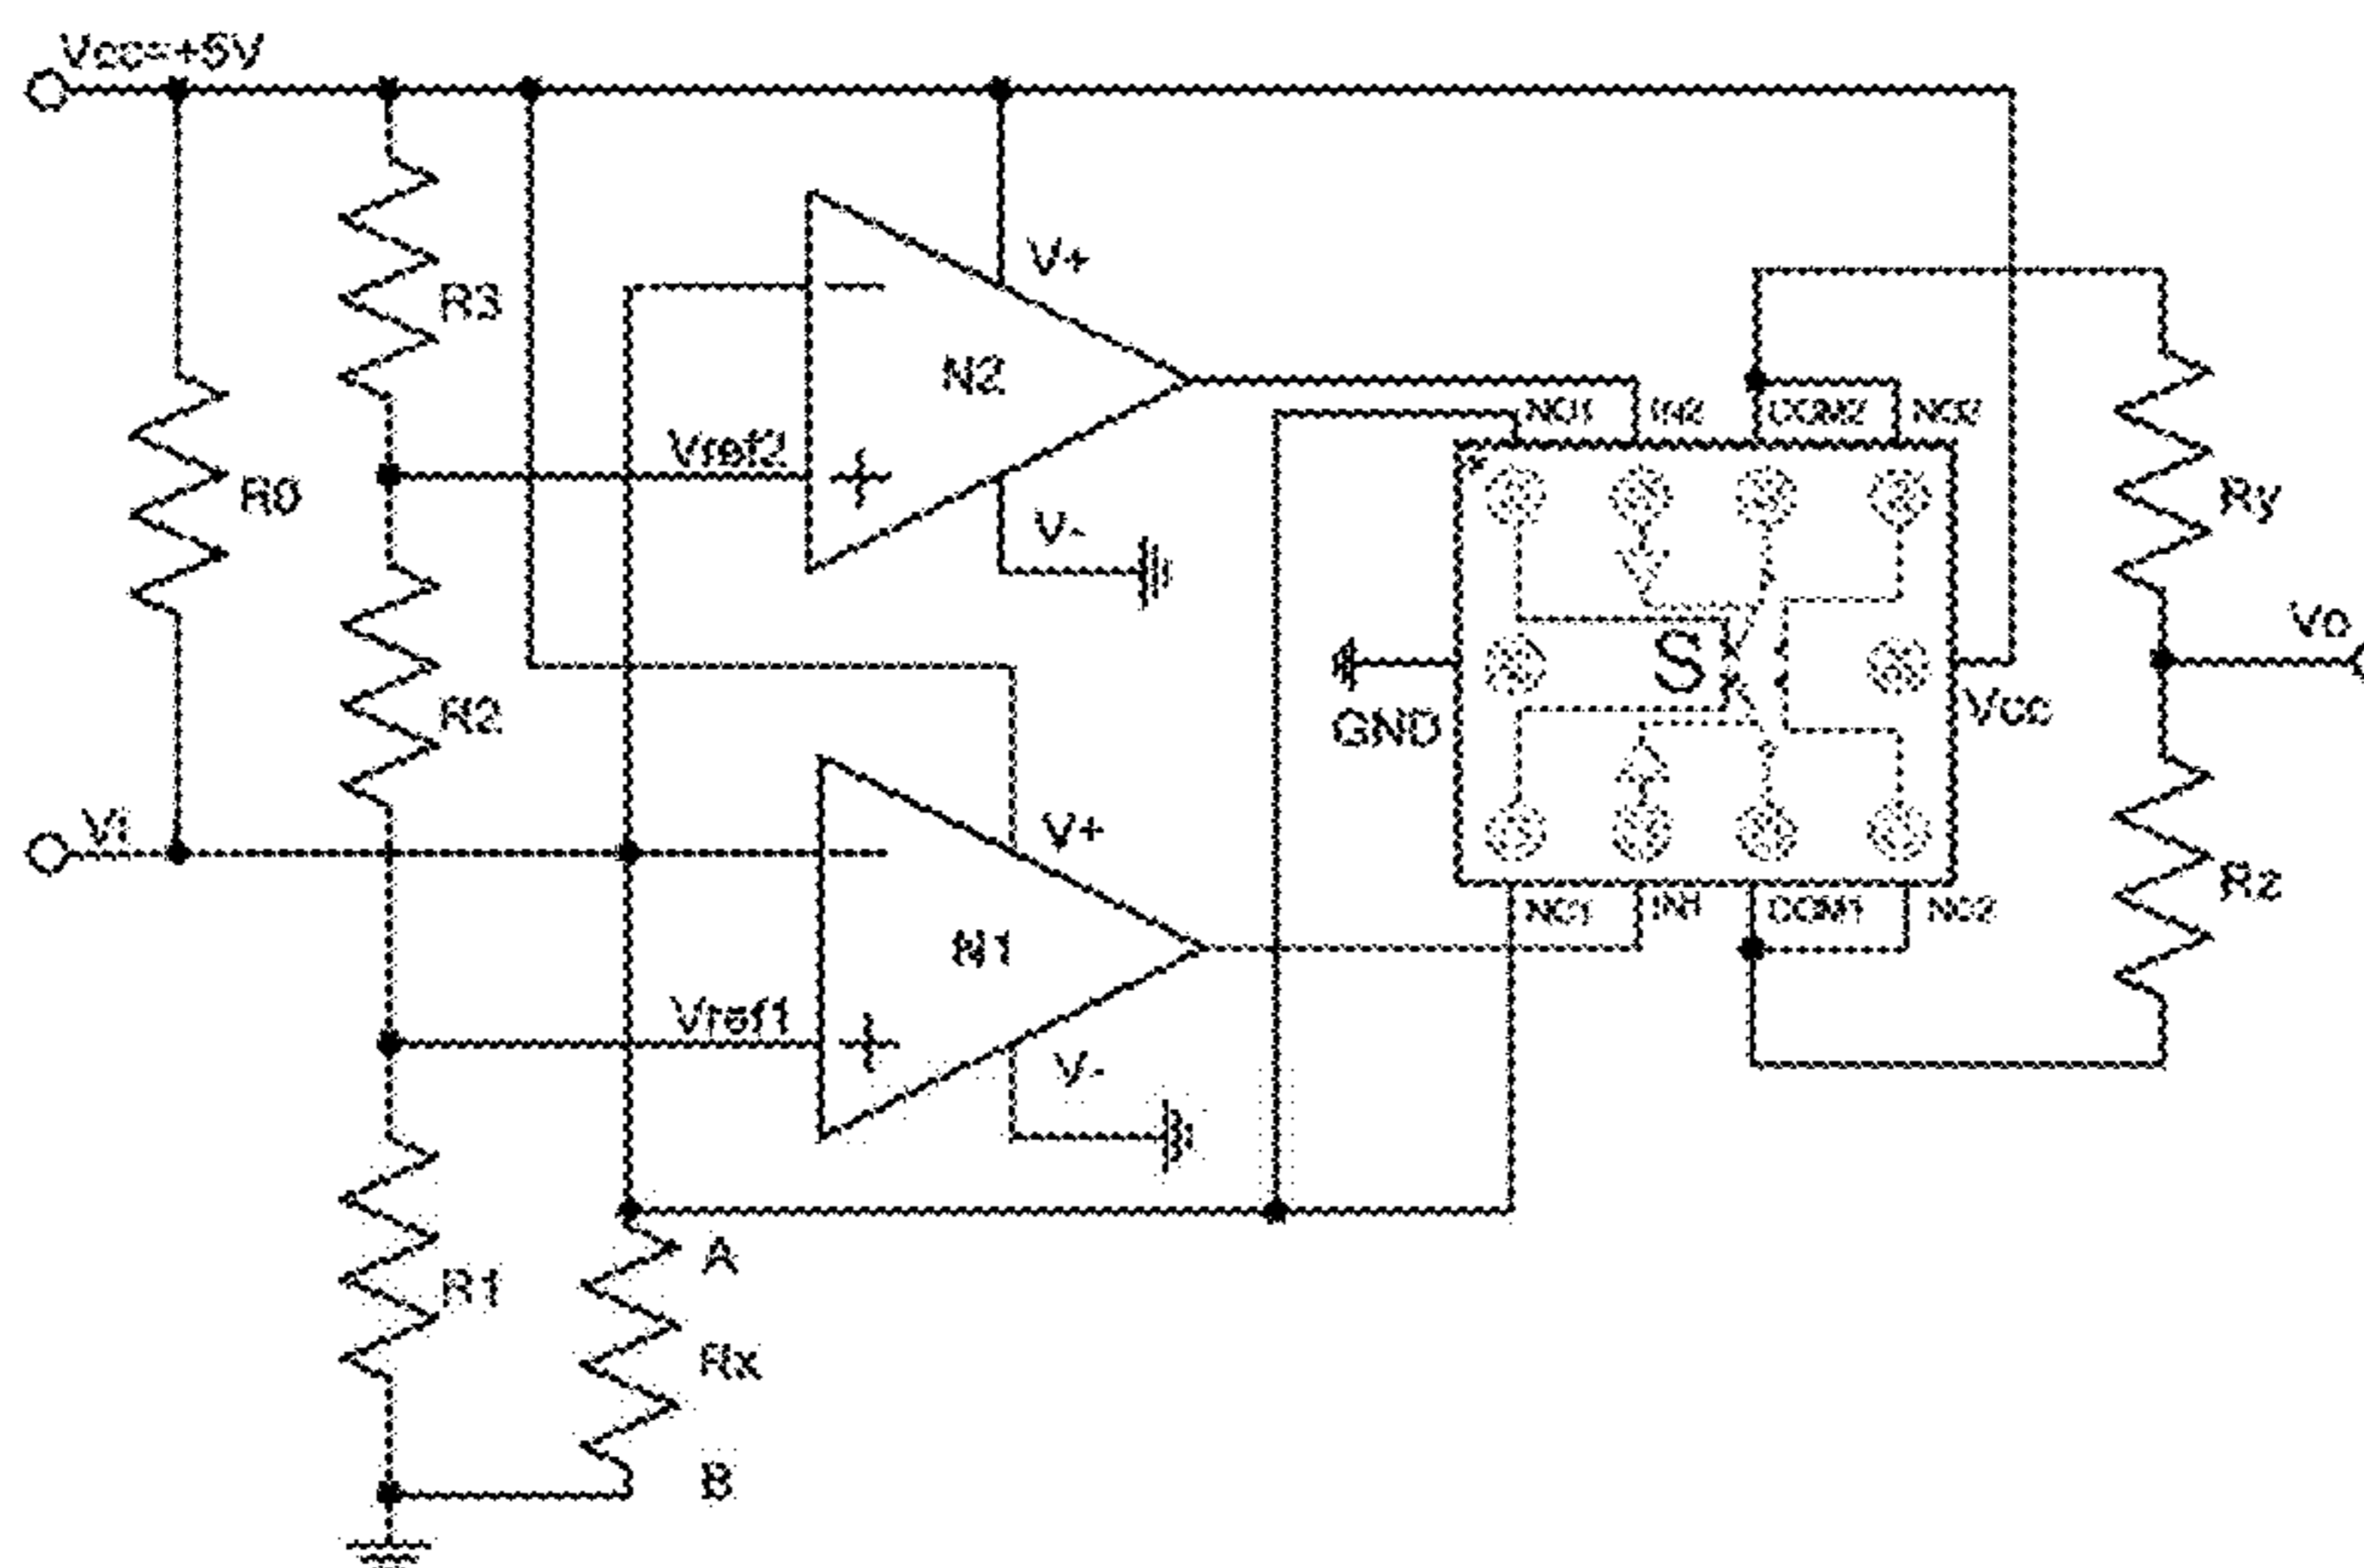 Vcc=+5V
V+
R3
N2
NO1 IN2 COM2 NO2
Vref2
R0
Ry
V-
Vo
S
R2
Vcc
GND
Vi
V+
Rz
NC1 IN1 COM1 NC2
N1
Vref1
V-
A
R1
Rx
B